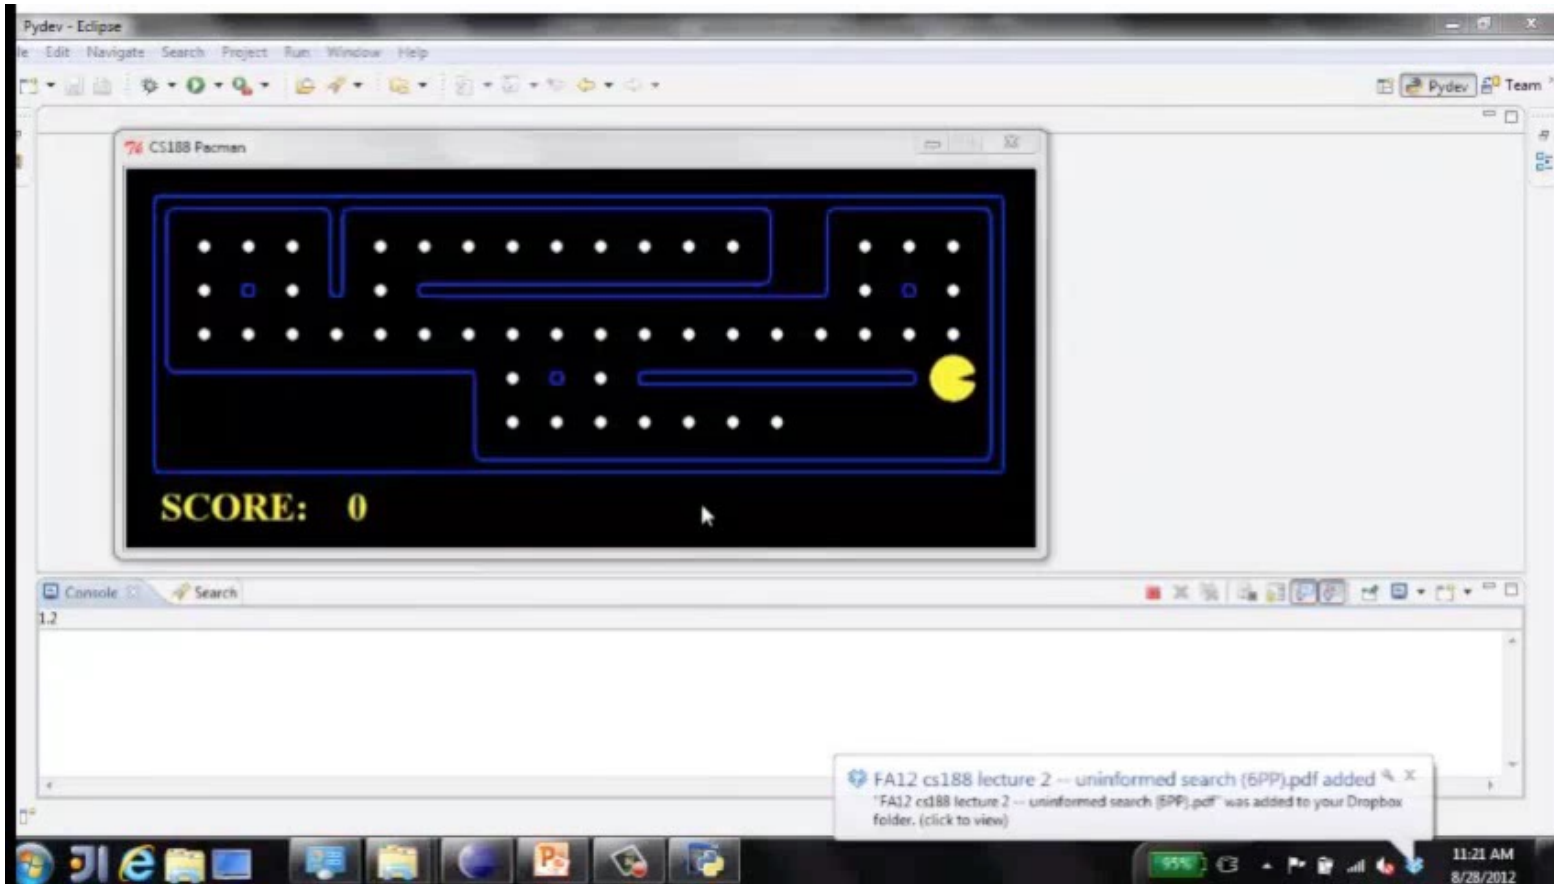 Pydev - Eclipse
le Edit Navigate Search Project Run Window Help
Pydev Team
CS188 Pacman
SCORE: 0
Console Search
1.2
FA12 cs188 lecture 2 -- uninformed search (6PP).pdf added
"FA12 cs188 lecture 2 -- uninformed search (6PP).pdf" was added to your Dropbox
folder. (click to view)
95%
11:21 AM
8/28/2012